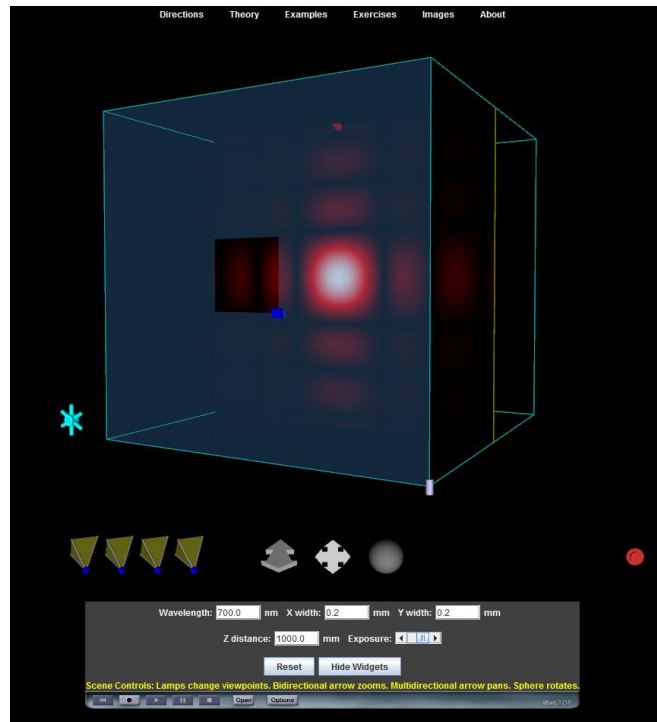 Directions Theory Examples Exercises Images About
Wavelength: 700.0 nm X width: 0.2 mm Y width: 0.2 mm
Z distance: 1000.0 mm Exposure:
Reset Hide Widgets
Scene Controls: Lamps change viewpoints. Bidirectional arrow zooms. Multidirectional arrow pans. Sphere rotates.
Open Options WebTOP